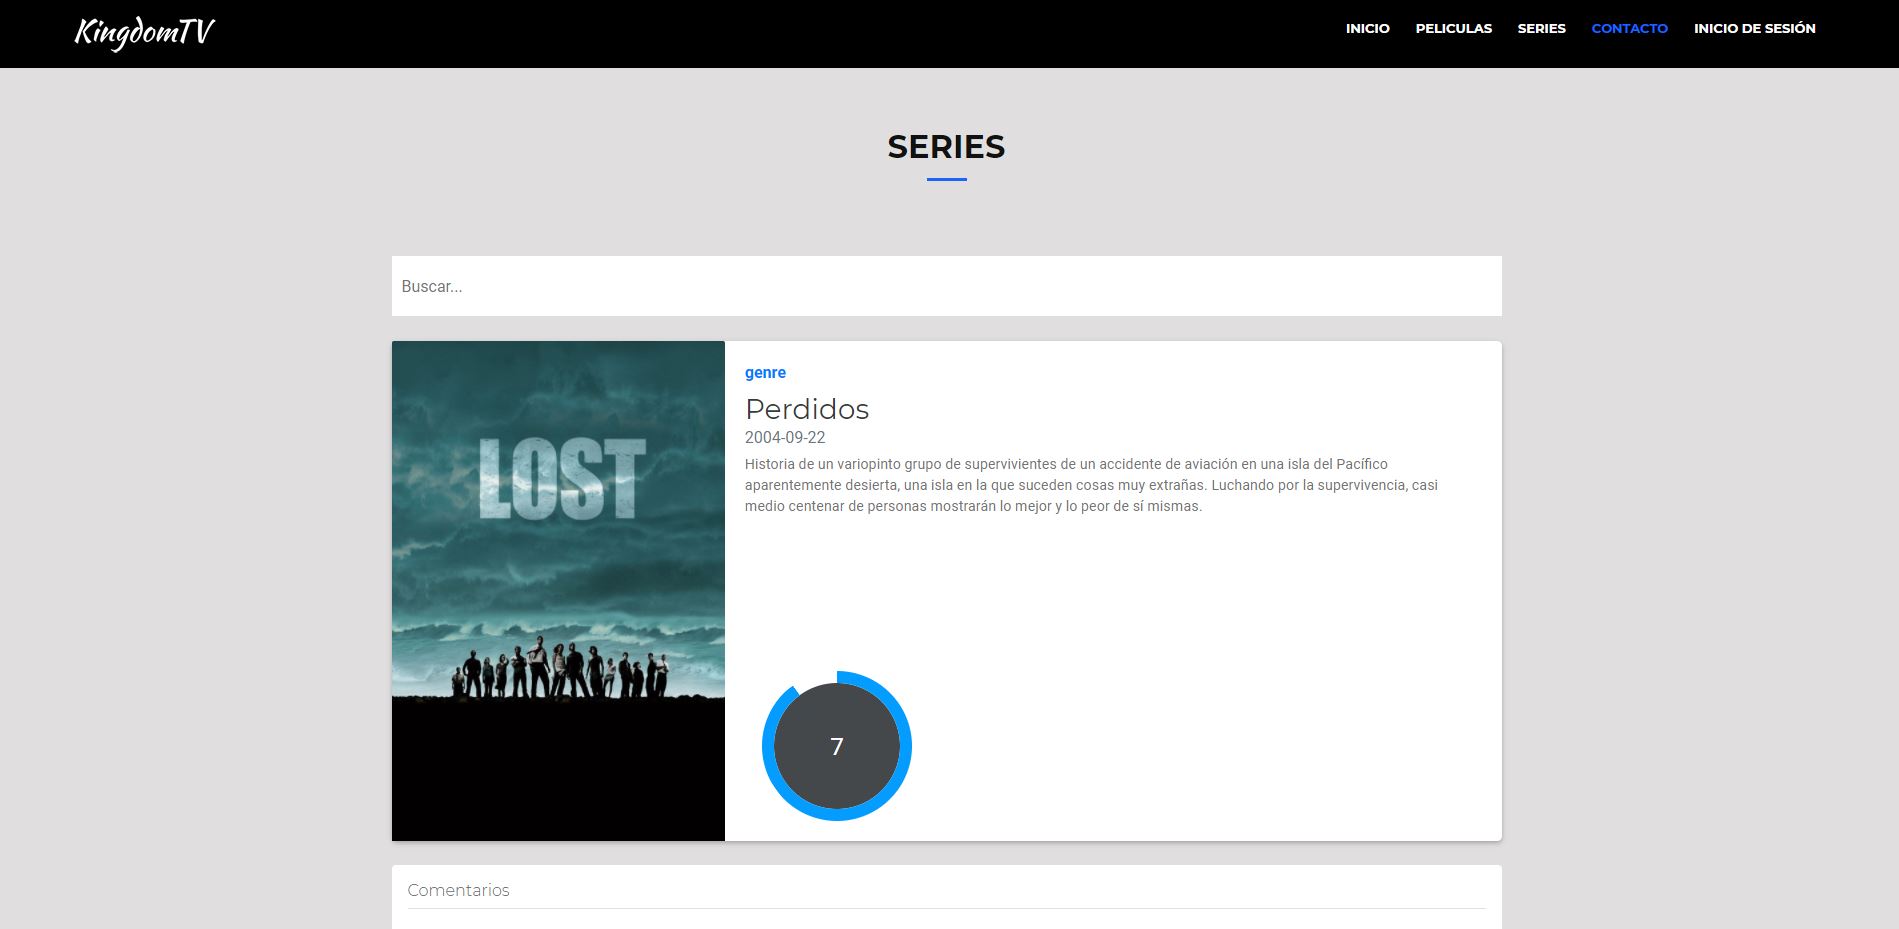 KingdomTV
INICIO PELICULAS SERIES CONTACTO INICIO DE SESIÓN
SERIES
Buscar...
LOST
genre
Perdidos
2004-09-22
Historia de un variopinto grupo de supervivientes de un accidente de aviación en una isla del Pacífico
aparentemente desierta, una isla en la que suceden cosas muy extrañas. Luchando por la supervivencia, casi
medio centenar de personas mostrarán lo mejor y lo peor de sí mismas.
7
Comentarios